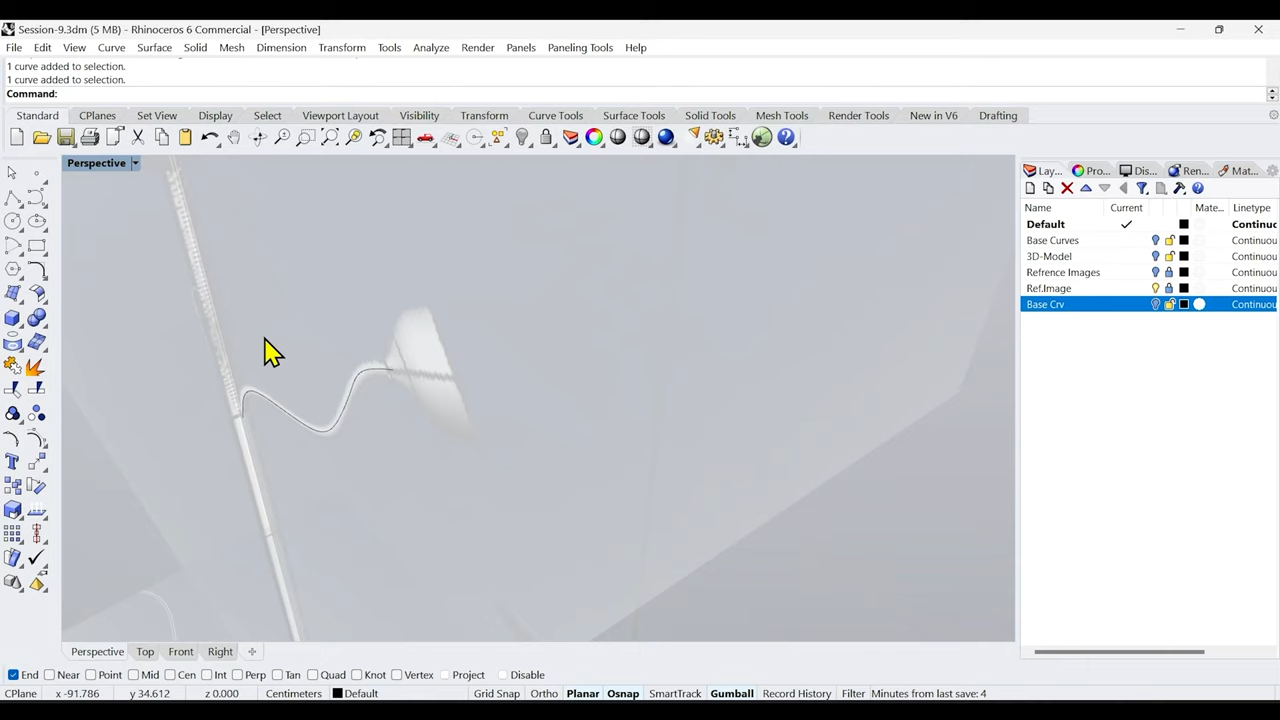 Session-9.3dm (5 MB) - Rhinoceros 6 Commercial - [Perspective]
File Edit View Curve Surface Solid Mesh Dimension Transform Tools Analyze Render Panels Paneling Tools Help
1 curve added to selection.
1 curve added to selection.
Command:
Standard CPlanes Set View Display Select Viewport Layout Visibility Transform Curve Tools Surface Tools Solid Tools Mesh Tools Render Tools New in V6 Drafting
Perspective
Lay... Pro... Dis... Ren... Mat...
Name Current Mate... Linetype
Default Continuo
Base Curves Continuou
3D-Model Continuou
Refrence Images Continuou
Ref.Image Continuou
Base Crv Continuou
Perspective Top Front Right
End Near Point Mid Cen Int Perp Tan Quad Knot Vertex Project Disable
CPlane x -91.786 y 34.612 z 0.000 Centimeters Default Grid Snap Ortho Planar Osnap SmartTrack Gumball Record History Filter Minutes from last save: 4